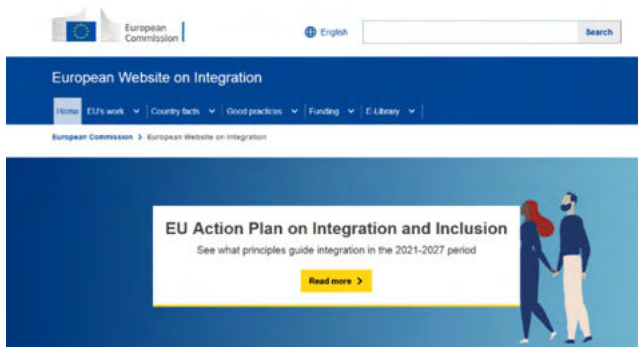 European
Commission
English
Search
European Website on Integration
Home EU's work Country facts Good practices Funding E-Library
European Commission > European Website on Integration
EU Action Plan on Integration and Inclusion
See what principles guide integration in the 2021-2027 period
Read more >